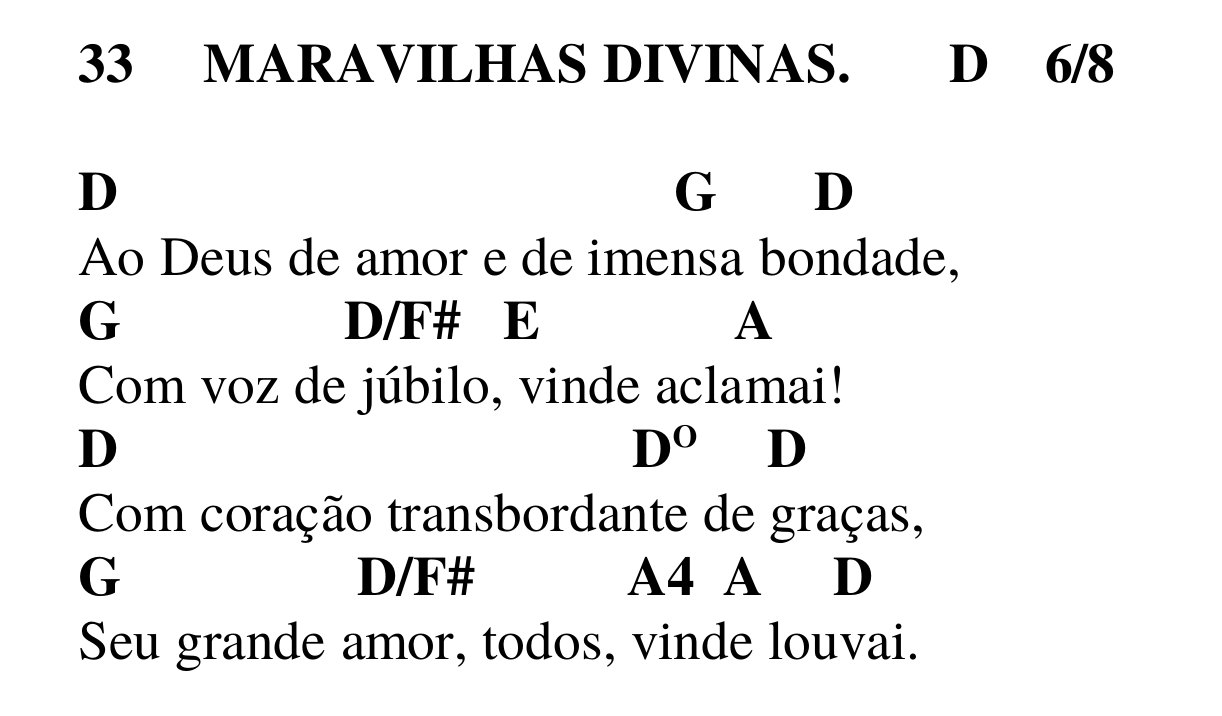 33 MARAVILHAS DIVINAS. D 6/8
D G D
Ao Deus de amor e de imensa bondade,
G D/F# E A
Com voz de júbilo, vinde aclamai!
D Dº D
Com coração transbordante de graças,
G D/F# A4 A D
Seu grande amor, todos, vinde louvai.